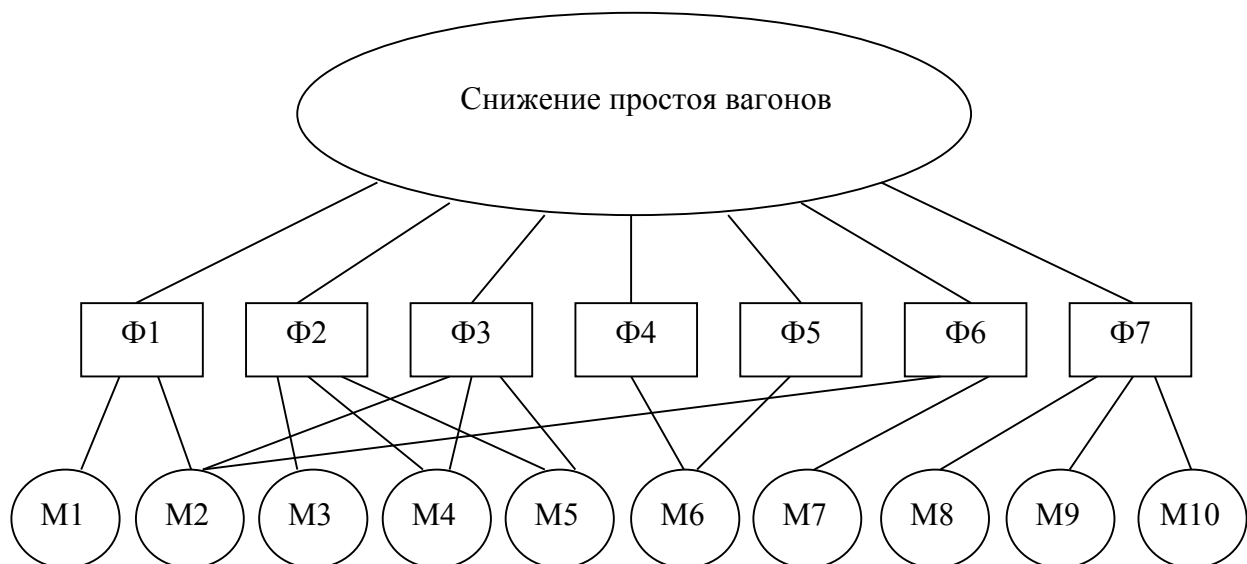 Снижение простоя вагонов
Ф1 Ф2 Ф3 Ф4 Ф5 Ф6 Ф7
М1 М2 М3 М4 М5 М6 М7 М8 М9 М10